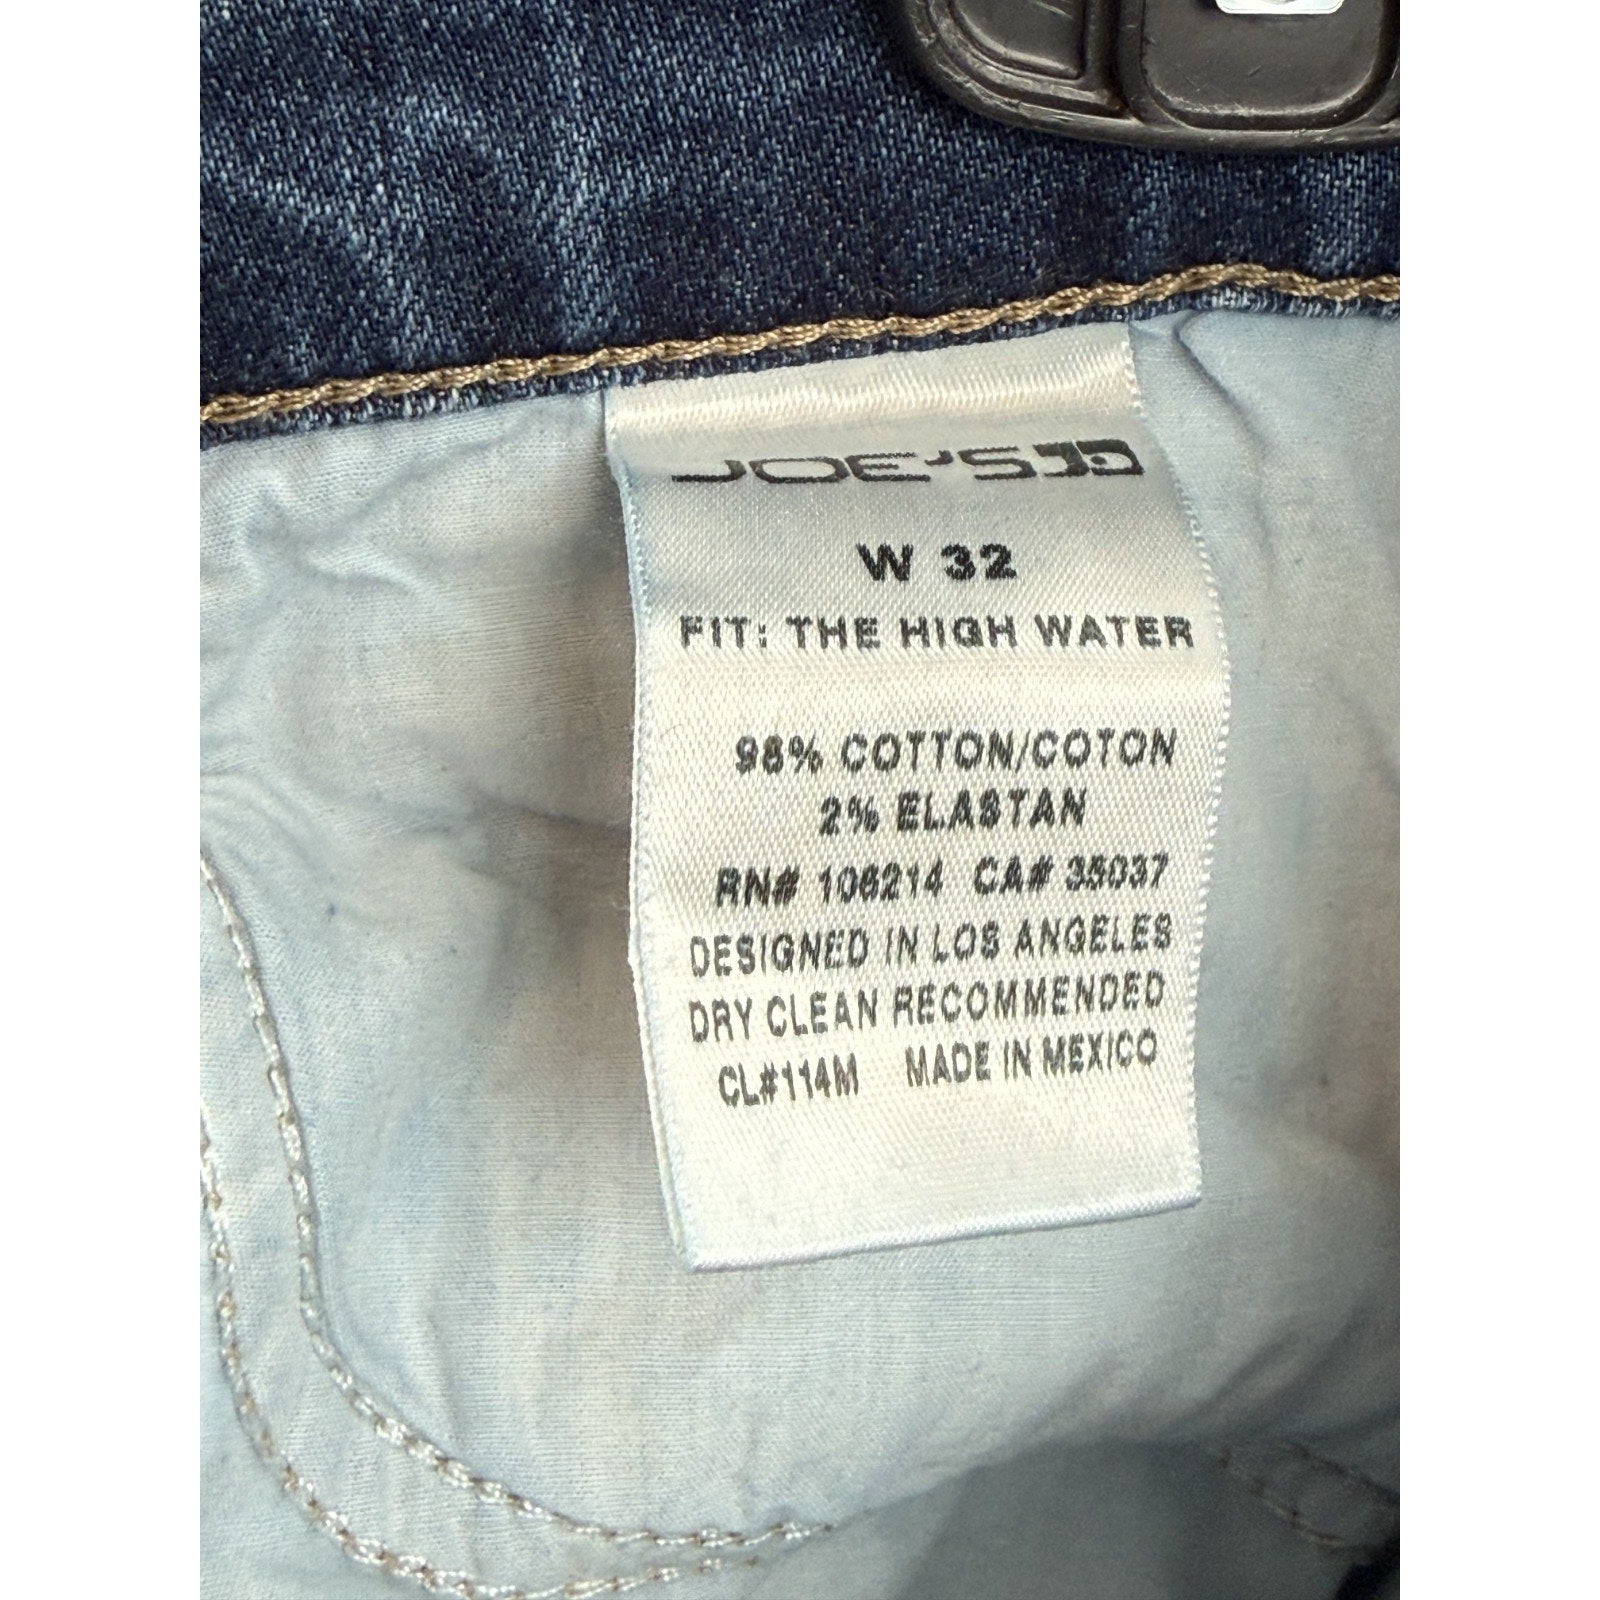 JOE'S
W 32
FIT: THE HIGH WATER
98% COTTON/COTON
2% ELASTAN
RN# 106214 CA# 35037
DESIGNED IN LOS ANGELES
DRY CLEAN RECOMMENDED
CL#114M MADE IN MEXICO